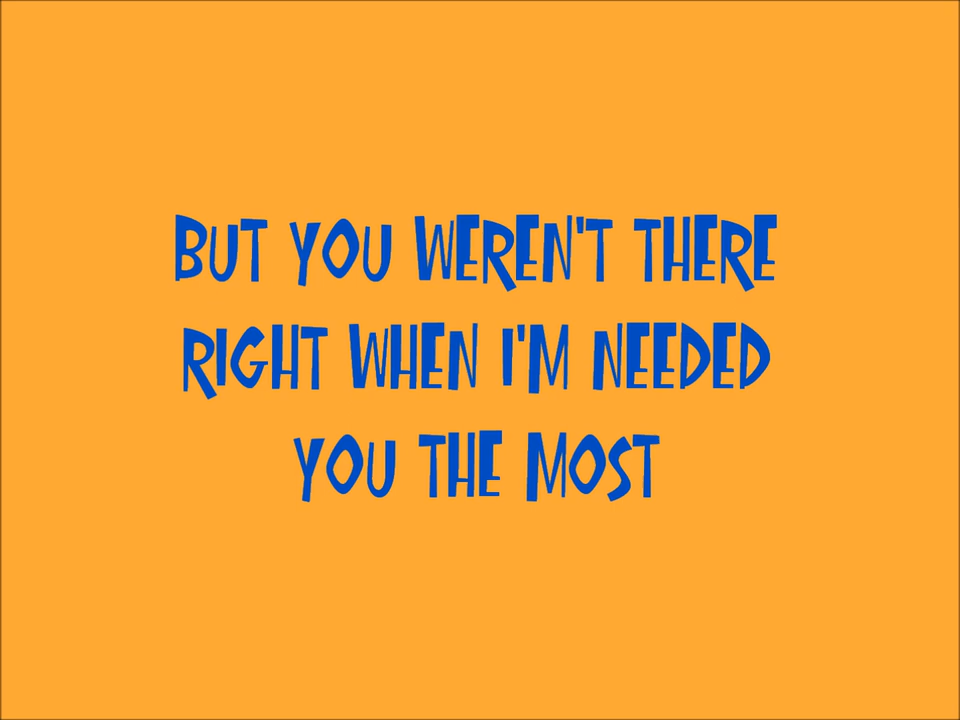 BUT YOU WEREN'T THERE
RIGHT WHEN I'M NEEDED
YOU THE MOST